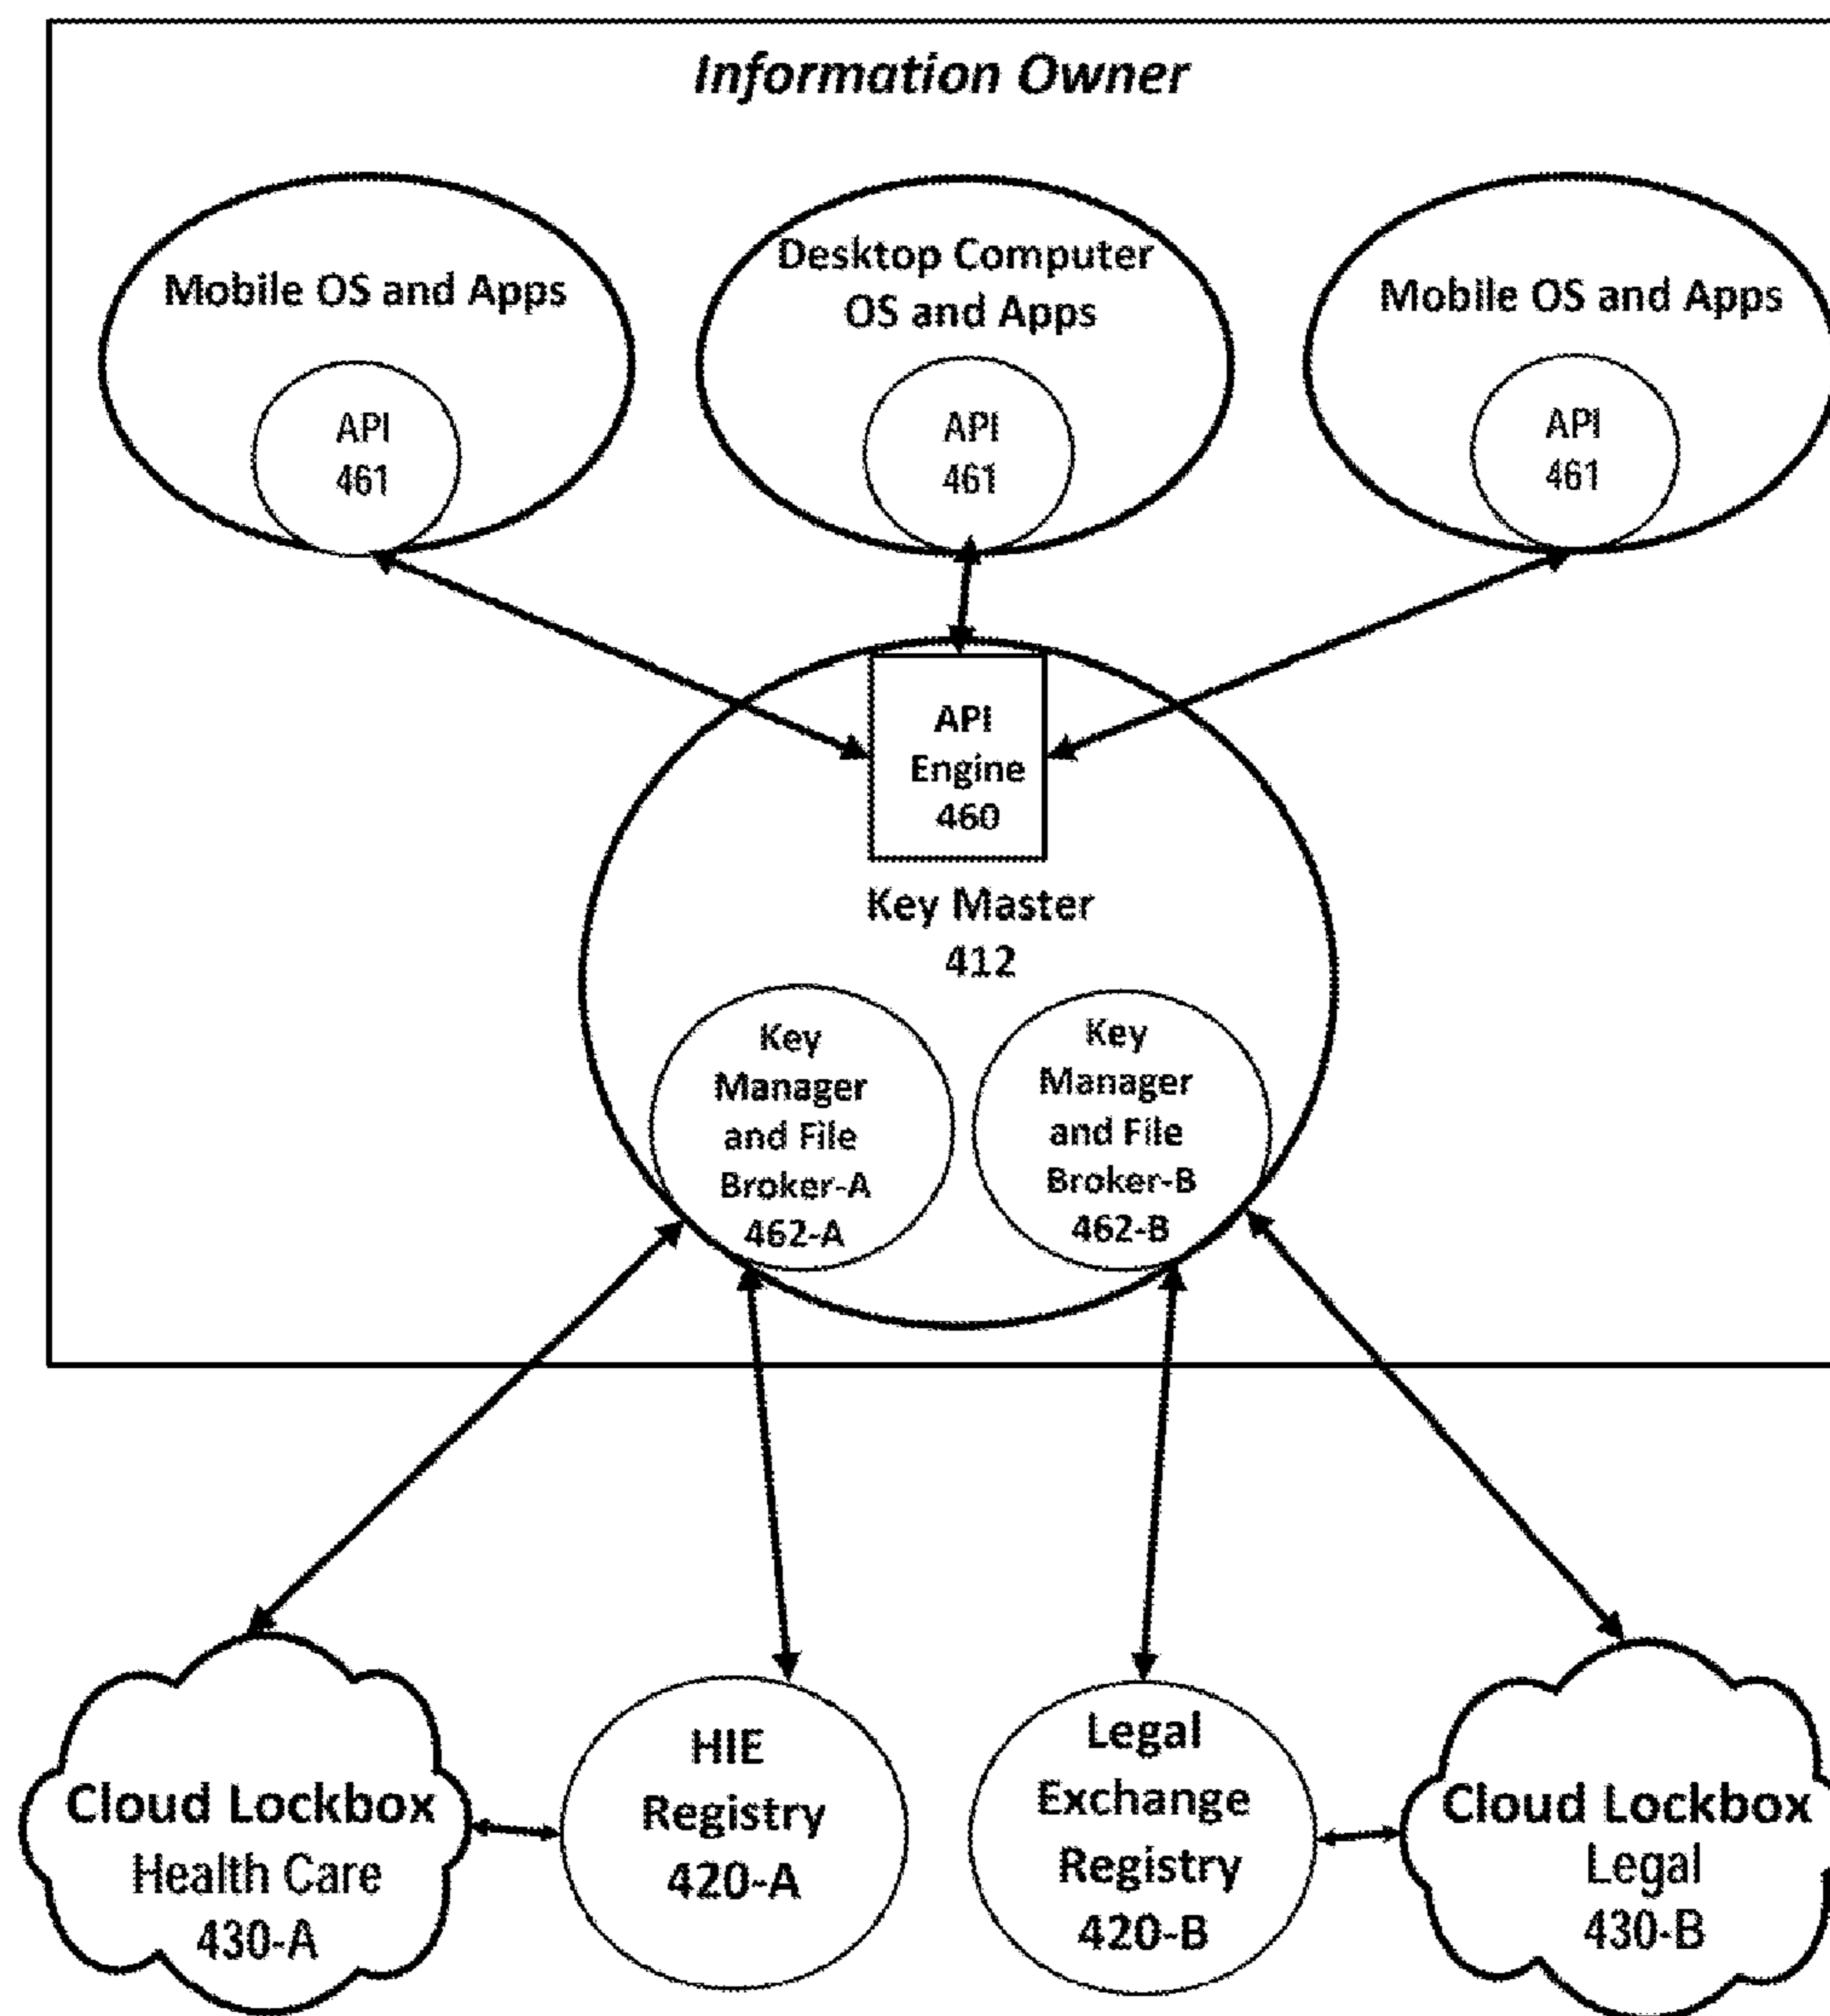 Information Owner
Mobile OS and Apps
API
461
Desktop Computer
OS and Apps
API
461
Mobile OS and Apps
API
461
API
Engine
460
Key Master
412
Key
Manager
and File
Broker-A
462-A
Key
Manager
and File
Broker-B
462-B
Cloud Lockbox
Health Care
430-A
HIE
Registry
420-A
Legal
Exchange
Registry
420-B
Cloud Lockbox
Legal
430-B